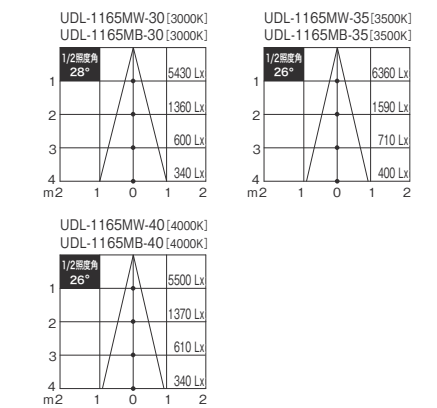 UDL-1165MW-30[3000K]
UDL-1165MB-30[3000K]
1/2照度角
28°
1
5430 Lx
2
1360 Lx
3
600 Lx
4
340 Lx
m2 1 0 1 2
UDL-1165MW-35[3500K]
UDL-1165MB-35[3500K]
1/2照度角
26°
1
6360 Lx
2
1590 Lx
3
710 Lx
4
400 Lx
m2 1 0 1 2
UDL-1165MW-40[4000K]
UDL-1165MB-40[4000K]
1/2照度角
26°
1
5500 Lx
2
1370 Lx
3
610 Lx
4
340 Lx
m2 1 0 1 2